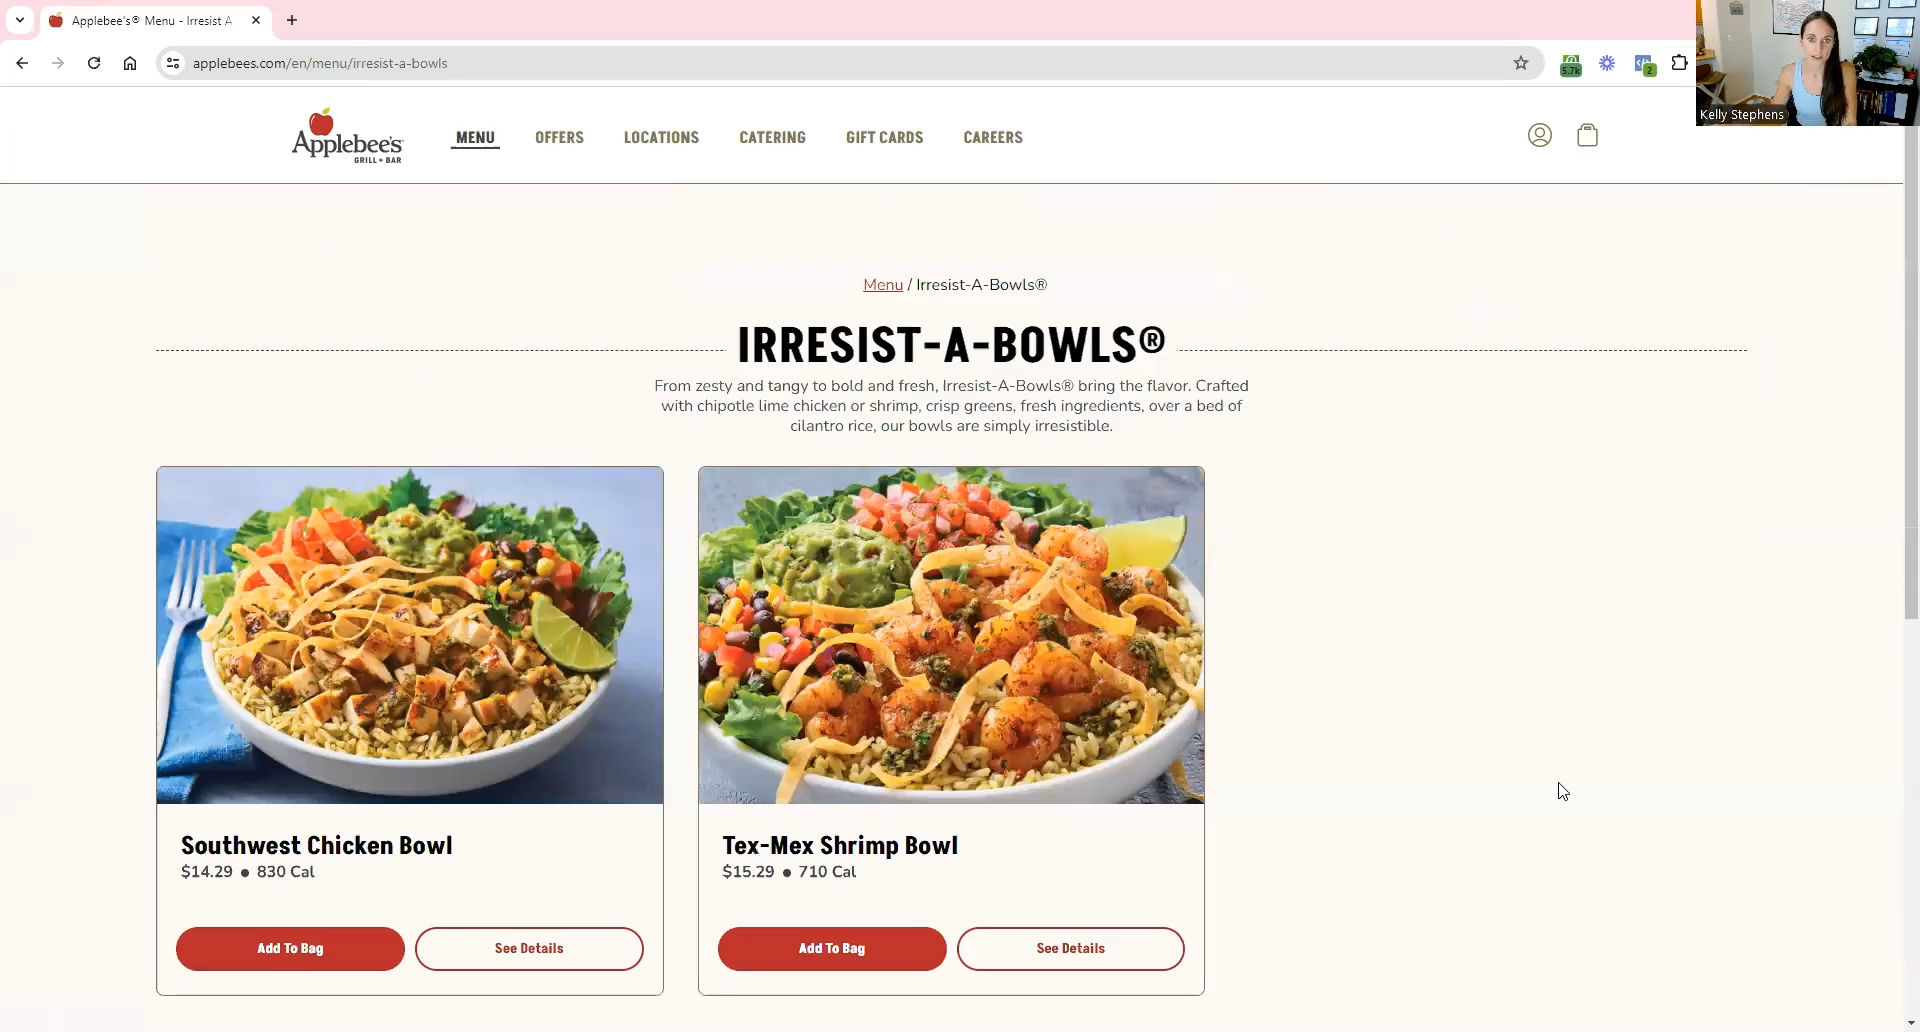 Applebee's® Menu - Irresist A
applebees.com/en/menu/irresist-a-bowls
5.7k
2
Kelly Stephens
Applebee's
GRILL + BAR
MENU
OFFERS
LOCATIONS
CATERING
GIFT CARDS
CAREERS
Menu / Irresist-A-Bowls®
IRRESIST-A-BOWLS®
From zesty and tangy to bold and fresh, Irresist-A-Bowls® bring the flavor. Crafted
with chipotle lime chicken or shrimp, crisp greens, fresh ingredients, over a bed of
cilantro rice, our bowls are simply irresistible.
Southwest Chicken Bowl
$14.29 ● 830 Cal
Add To Bag
See Details
Tex-Mex Shrimp Bowl
$15.29 ● 710 Cal
Add To Bag
See Details